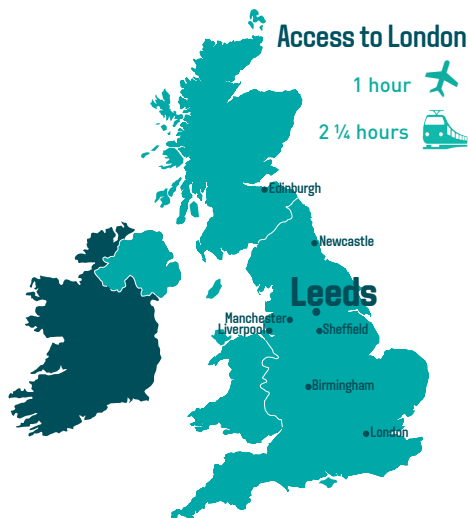 Access to London
1 hour
2 ¼ hours
Edinburgh
Newcastle
Leeds
Manchester
Liverpool
Sheffield
Birmingham
London